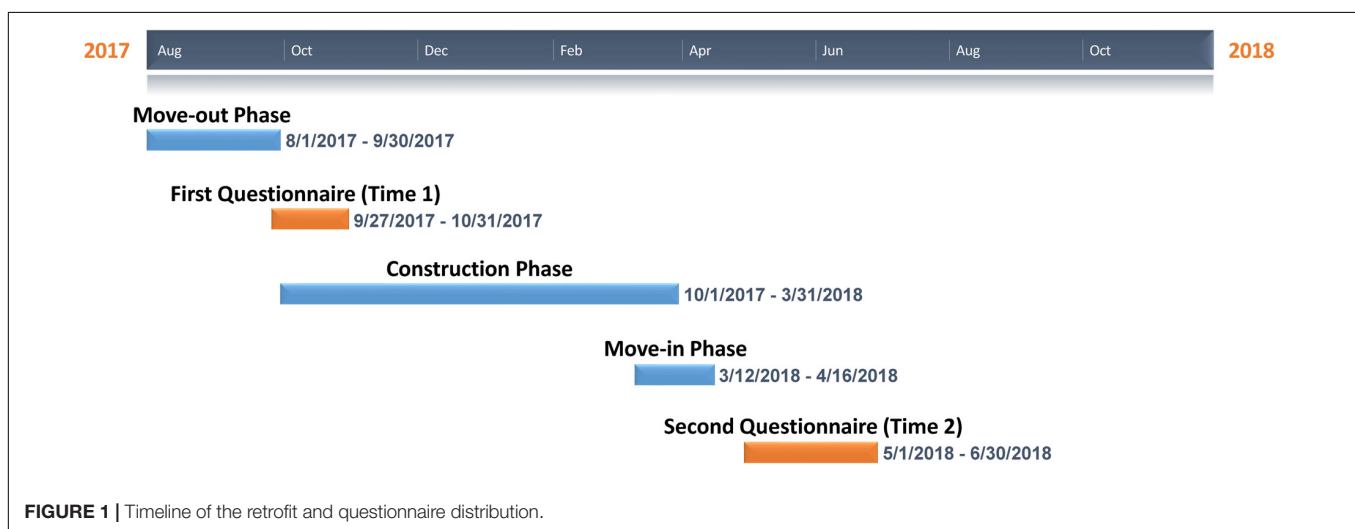 2017 Aug Oct Dec Feb Apr Jun Aug Oct 2018
Move-out Phase
8/1/2017 - 9/30/2017
First Questionnaire (Time 1)
9/27/2017 - 10/31/2017
Construction Phase
10/1/2017 - 3/31/2018
Move-in Phase
3/12/2018 - 4/16/2018
Second Questionnaire (Time 2)
5/1/2018 - 6/30/2018
FIGURE 1 | Timeline of the retrofit and questionnaire distribution.